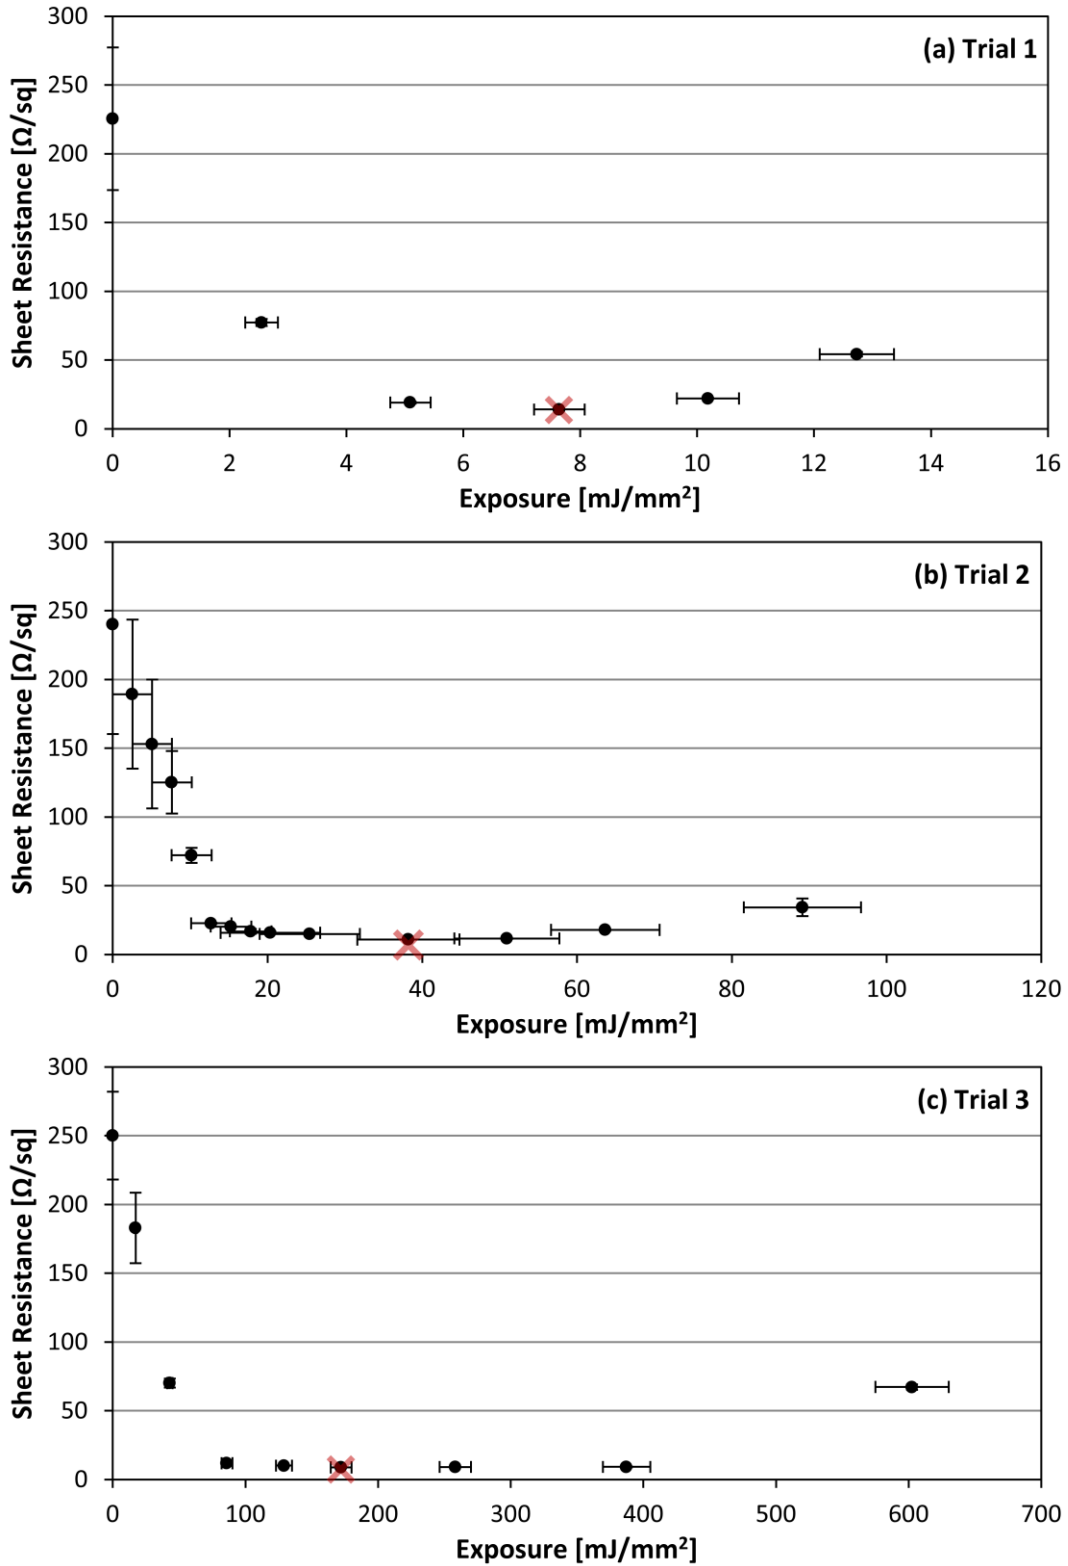 300
(a) Trial 1
250
200
150
100
50
0
Sheet Resistance [Ω/sq]
0 2 4 6 8 10 12 14 16
Exposure [mJ/mm²]
300
(b) Trial 2
250
200
150
100
50
0
Sheet Resistance [Ω/sq]
0 20 40 60 80 100 120
Exposure [mJ/mm²]
300
(c) Trial 3
250
200
150
100
50
0
Sheet Resistance [Ω/sq]
0 100 200 300 400 500 600 700
Exposure [mJ/mm²]